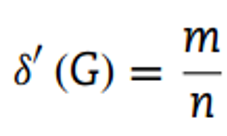 δ′ (G) = m/n